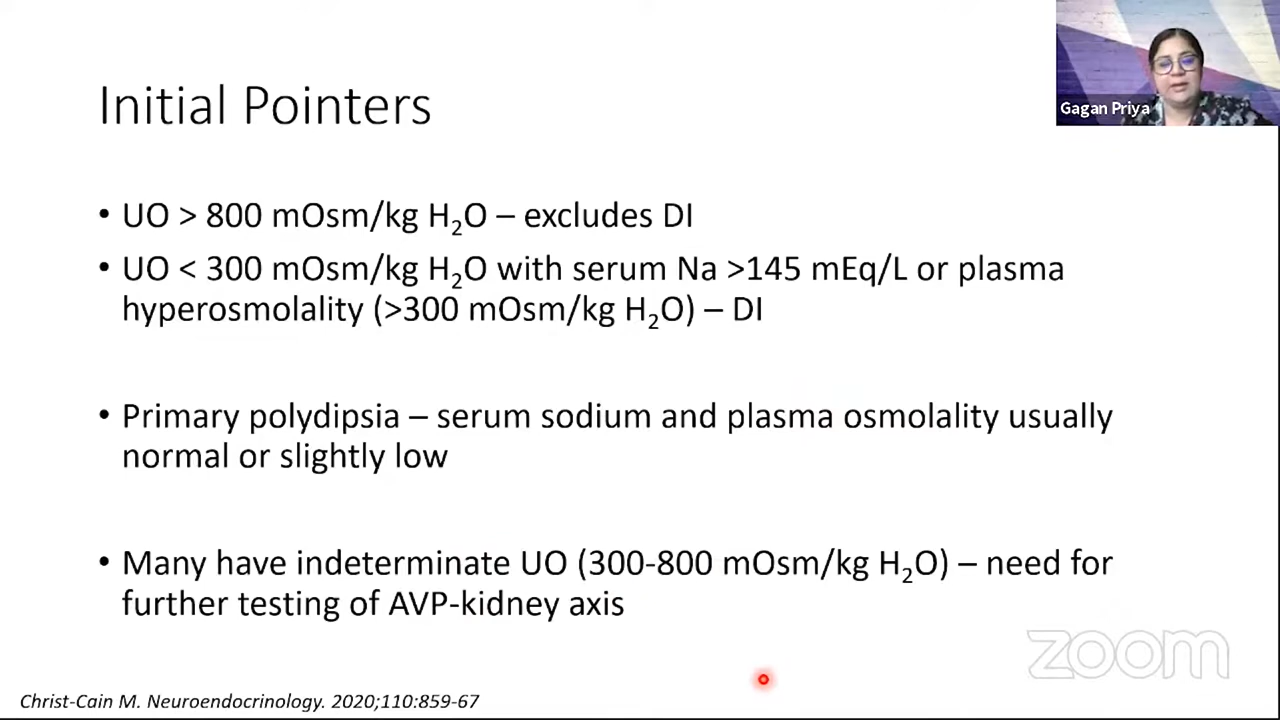 Initial Pointers
Gagan Priya
• UO > 800 mOsm/kg H₂O – excludes DI
• UO < 300 mOsm/kg H₂O with serum Na >145 mEq/L or plasma
hyperosmolality (>300 mOsm/kg H₂O) – DI
• Primary polydipsia – serum sodium and plasma osmolality usually
normal or slightly low
• Many have indeterminate UO (300-800 mOsm/kg H₂O) – need for
further testing of AVP-kidney axis
zoom
Christ-Cain M. Neuroendocrinology. 2020;110:859-67